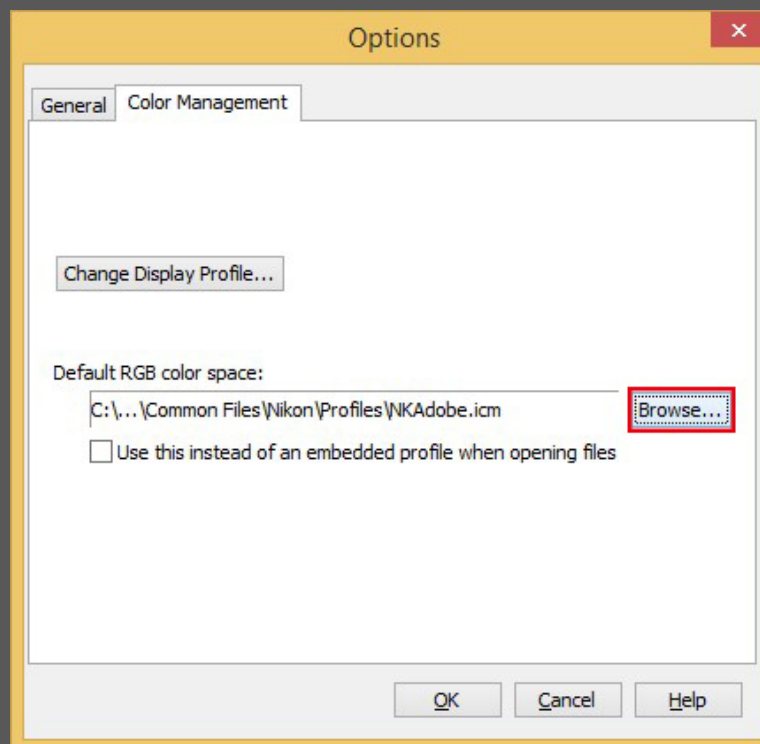 Options
General
Color Management
Change Display Profile...
Default RGB color space:
C:\...\Common Files\Nikon\Profiles\NKAdobe.icm
Browse...
Use this instead of an embedded profile when opening files
OK
Cancel
Help